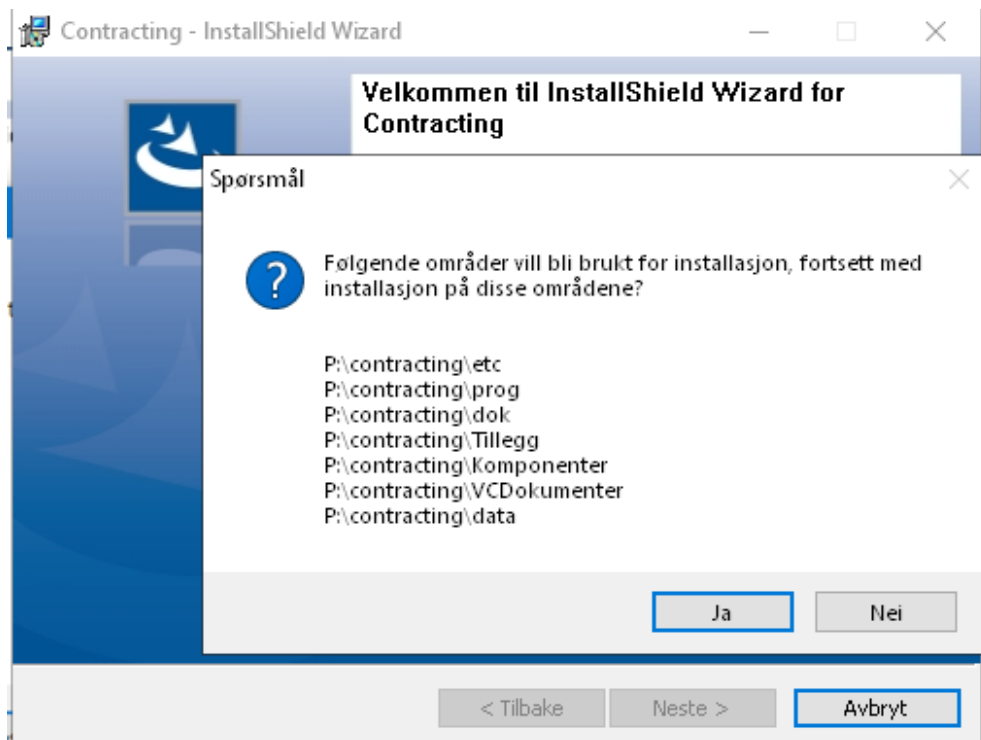 Contracting - InstallShield Wizard
Velkommen til InstallShield Wizard for
Contracting
Spørsmål
Følgende områder vill bli brukt for installasjon, fortsett med
installasjon på disse områdene?
P:\contracting\etc
P:\contracting\prog
P:\contracting\dok
P:\contracting\Tillegg
P:\contracting\Komponenter
P:\contracting\VCDokumenter
P:\contracting\data
Ja
Nei
< Tilbake
Neste >
Avbryt